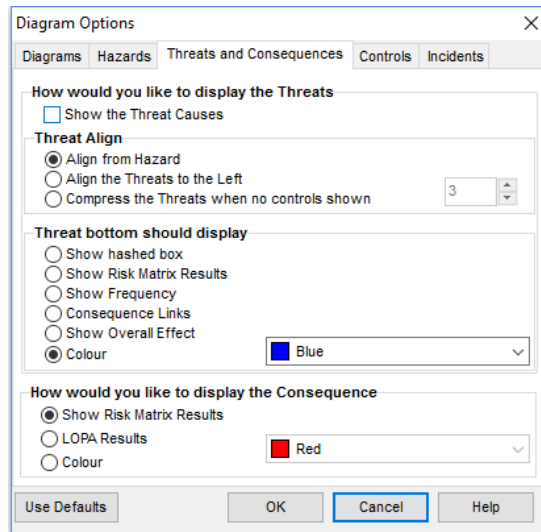 Diagram Options
Diagrams Hazards Threats and Consequences Controls Incidents
How would you like to display the Threats
Show the Threat Causes
Threat Align
Align from Hazard
Align the Threats to the Left
Compress the Threats when no controls shown 3
Threat bottom should display
Show hashed box
Show Risk Matrix Results
Show Frequency
Consequence Links
Show Overall Effect
Colour Blue
How would you like to display the Consequence
Show Risk Matrix Results
LOPA Results
Red
Colour
Use Defaults OK Cancel Help